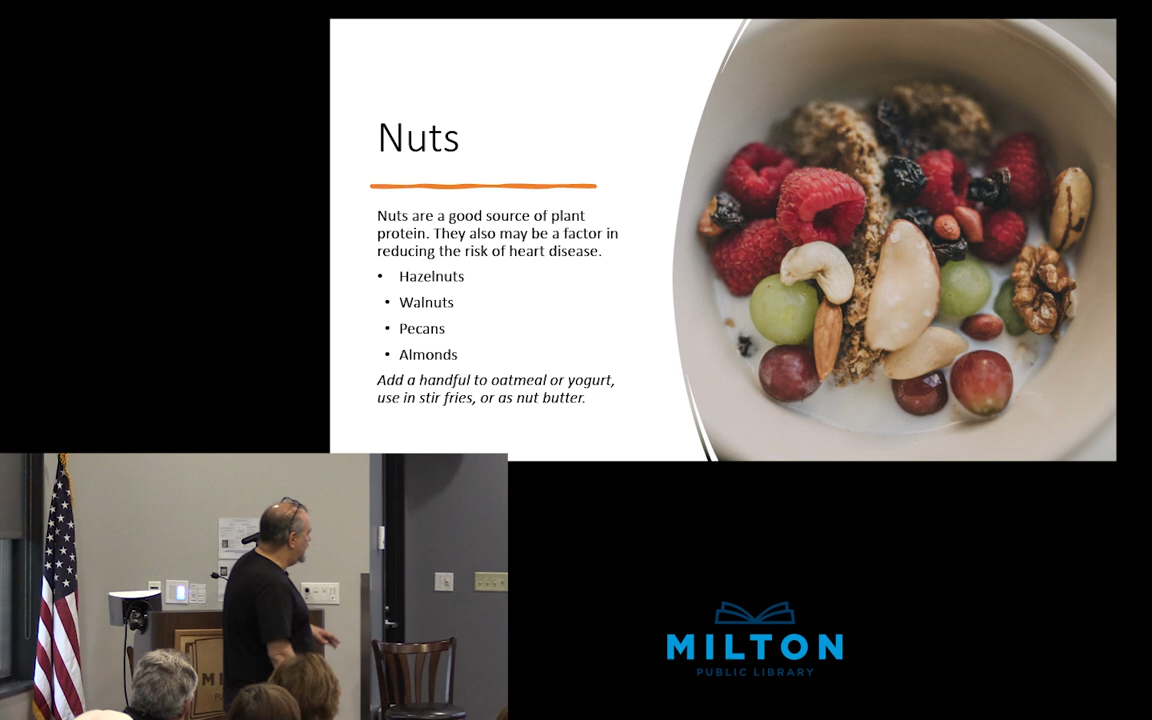 Nuts
Nuts are a good source of plant
protein. They also may be a factor in
reducing the risk of heart disease.
• Hazelnuts
• Walnuts
• Pecans
• Almonds
Add a handful to oatmeal or yogurt,
use in stir fries, or as nut butter.
MILTON
PUBLIC LIBRARY